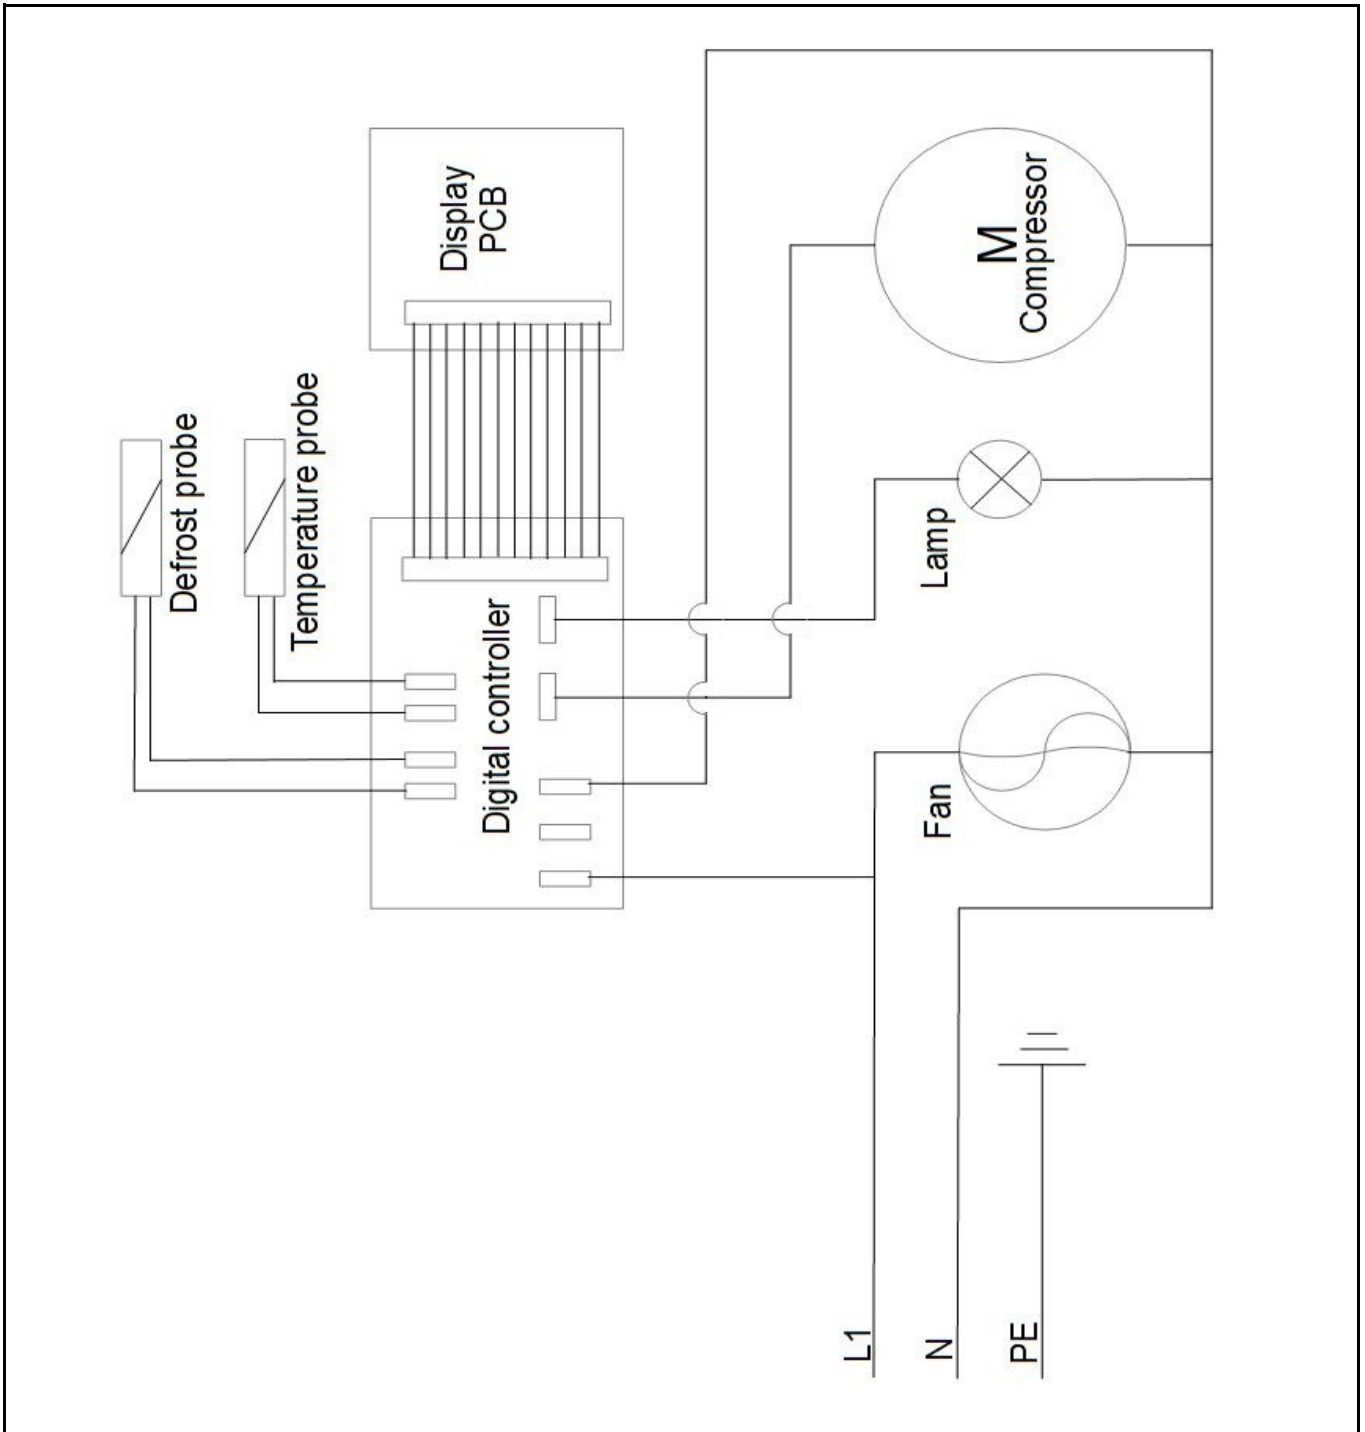 Display
PCB
M
Compressor
Defrost probe
Temperature probe
Lamp
Digital controller
Fan
L1
N
PE